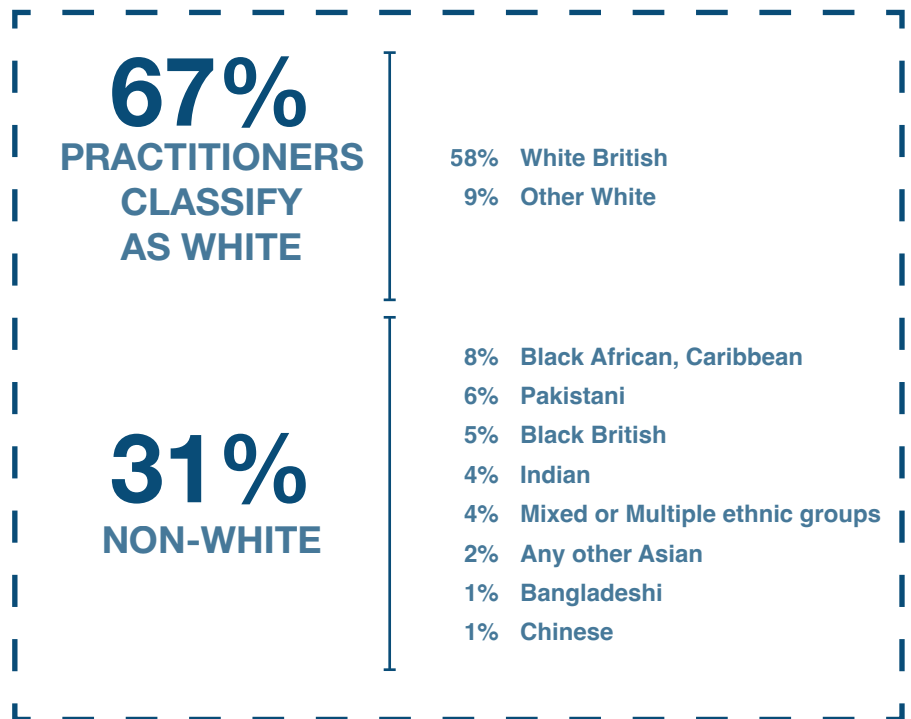 67%
PRACTITIONERS
CLASSIFY
AS WHITE
58% White British
9% Other White
31%
NON-WHITE
8% Black African, Caribbean
6% Pakistani
5% Black British
4% Indian
4% Mixed or Multiple ethnic groups
2% Any other Asian
1% Bangladeshi
1% Chinese